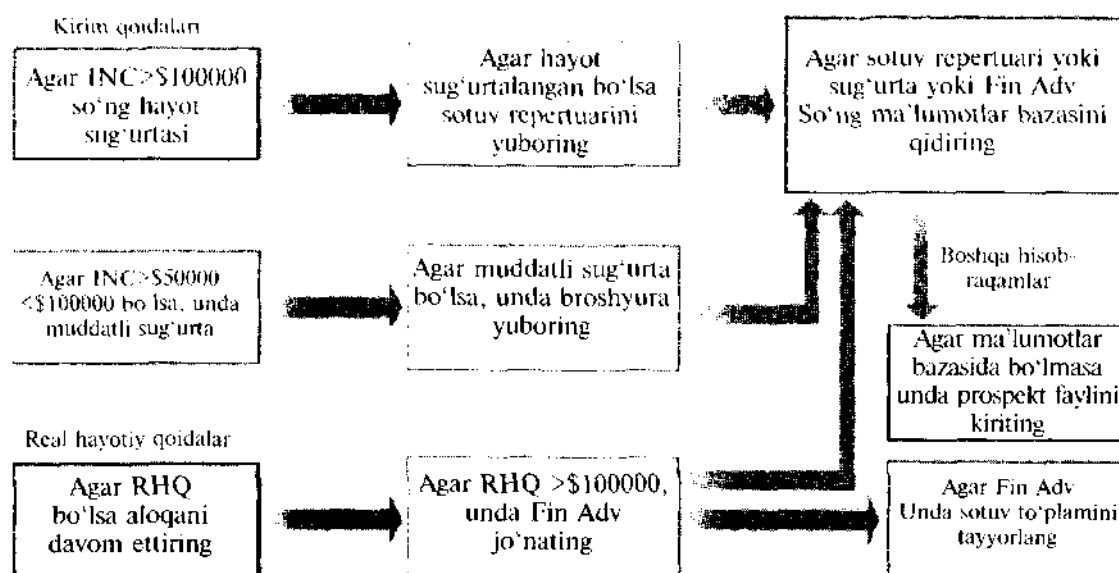 Kirim qoidalari
Agar INC>$100000
so‘ng hayot
sug‘urtasi
Agar hayot
sug‘urtalangan bo‘lsa
sotuv repertuarini
yuboring
Agar sotuv repertuari yoki
sug‘urta yoki Fin Adv
So‘ng ma’lumotlar bazasini
qidiring
Agar INC>$50000
<$100000 bo‘lsa, unda
muddatli sug‘urta
Agar muddatli sug‘urta
bo‘lsa, unda broshyura
yuboring
Boshqa hisob-
raqamlar
Agar ma’lumotlar
bazasida bo‘lmasa
unda prospekt faylini
kiriting
Real hayotiy qoidalar
Agar RHQ
bo‘lsa aloqani
davom ettiring
Agar RHQ >$100000,
unda Fin Adv
jo‘nating
Agar Fin Adv
Unda sotuv to‘plamini
tayyorlang